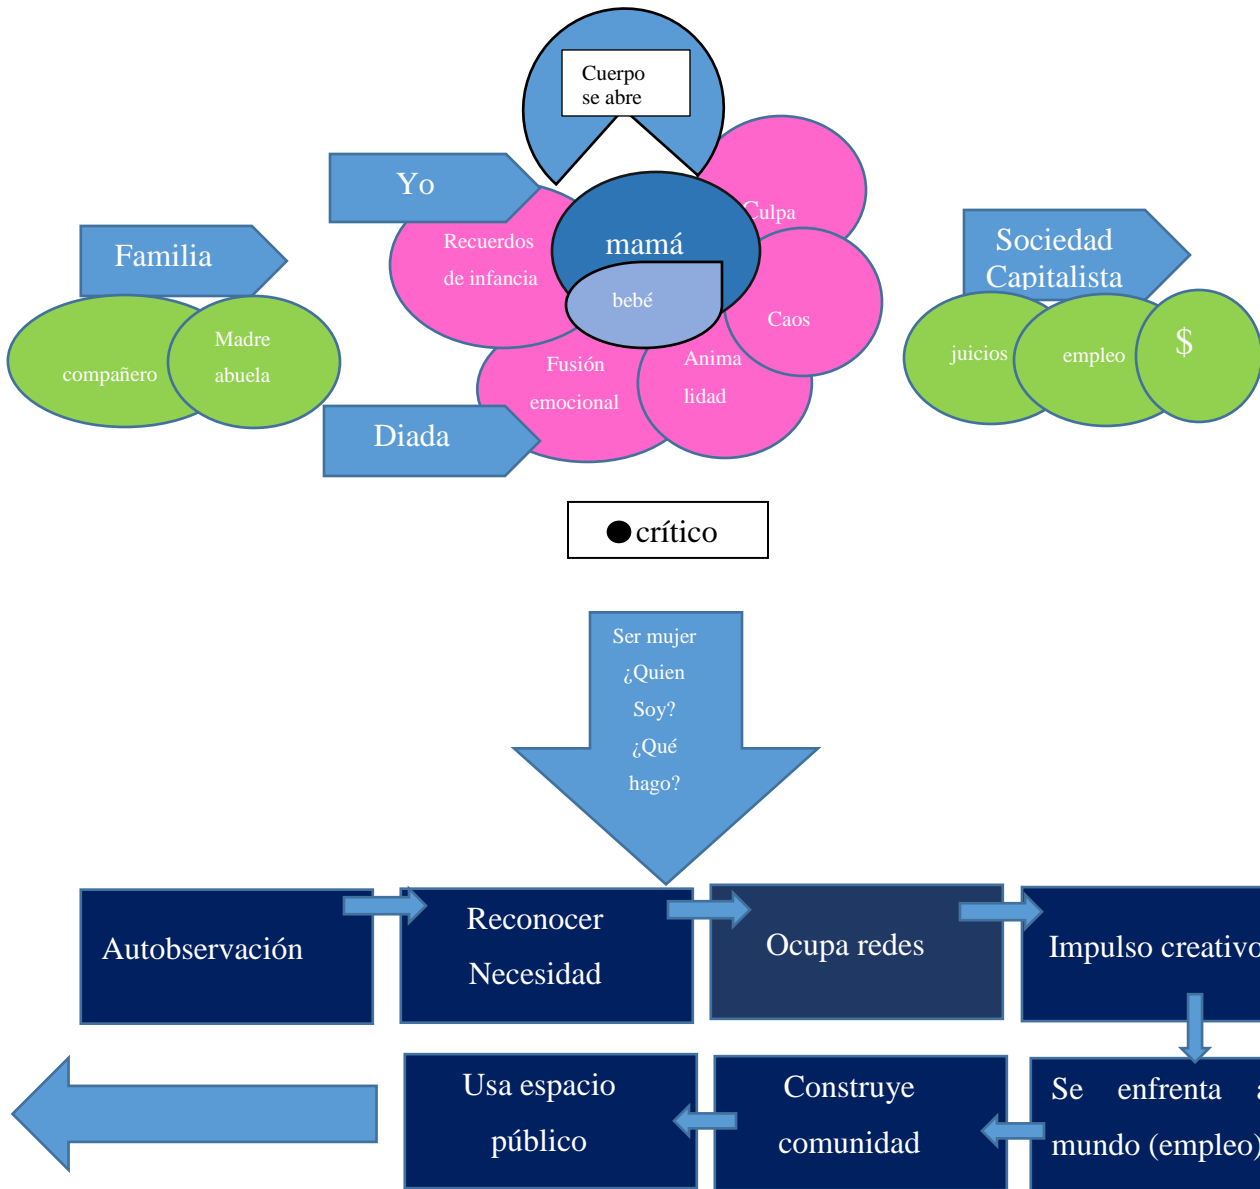 Cuerpo
se abre
Yo
Culpa
Familia
Recuerdos
de infancia
mamá
Sociedad
Capitalista
bebé
Caos
compañero
Madre
abuela
Fusión
emocional
Anima
lidad
juicios
empleo
$
Diada
crítico
Ser mujer
¿Quien
Soy?
¿Qué
hago?
Autobservación
Reconocer
Necesidad
Ocupa redes
Impulso creativo
Usa espacio
público
Construye
comunidad
Se enfrenta a
mundo (empleo)